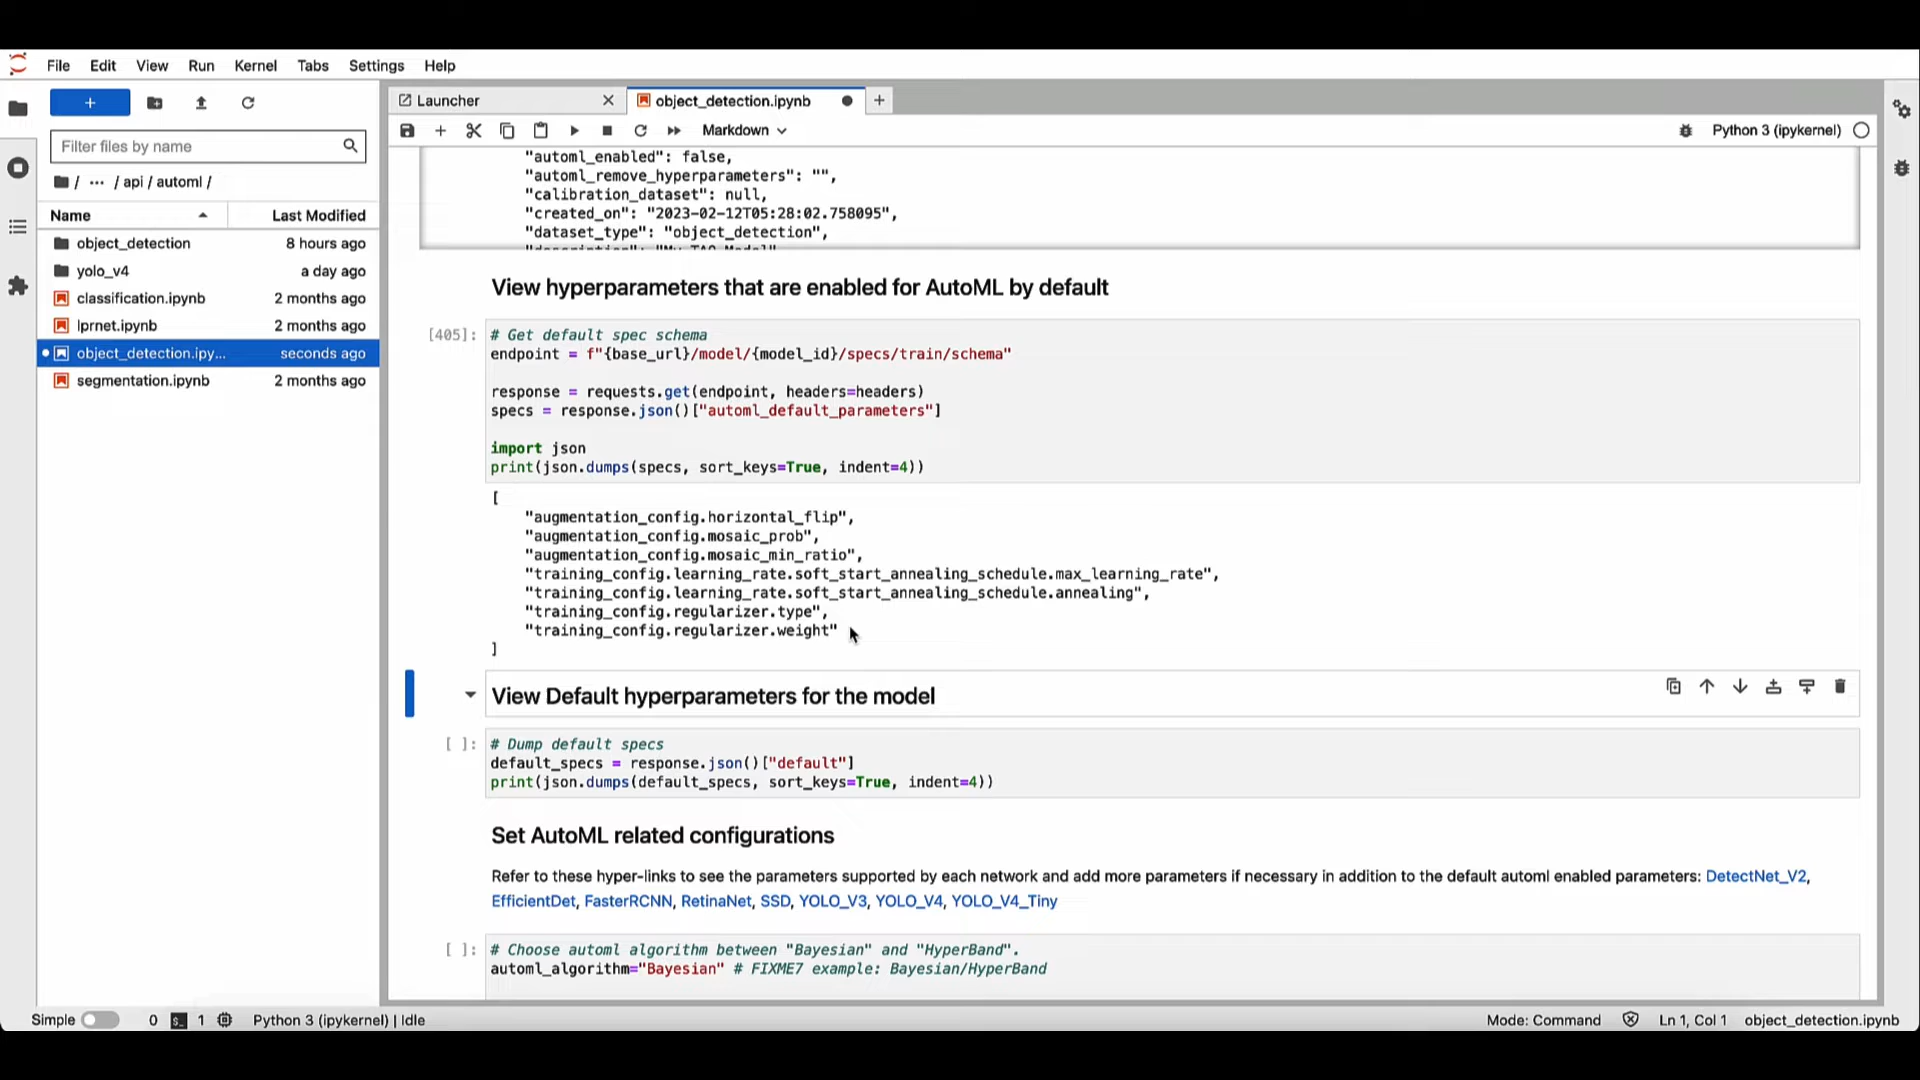 File Edit View Run Kernel Tabs Settings Help
+
Filter files by name
/ ··· / api / automl /
Name Last Modified
object_detection 8 hours ago
yolo_v4 a day ago
classification.ipynb 2 months ago
lprnet.ipynb 2 months ago
object_detection.ipy... seconds ago
segmentation.ipynb 2 months ago
Launcher
object_detection.ipynb
Markdown
Python 3 (ipykernel)
"automl_enabled": false,
"automl_remove_hyperparameters": "",
"calibration_dataset": null,
"created_on": "2023-02-12T05:28:02.758095",
"dataset_type": "object_detection",
"description": "My TAO Model"
View hyperparameters that are enabled for AutoML by default
[405]:
# Get default spec schema
endpoint = f"{base_url}/model/{model_id}/specs/train/schema"
response = requests.get(endpoint, headers=headers)
specs = response.json()["automl_default_parameters"]
import json
print(json.dumps(specs, sort_keys=True, indent=4))
[
"augmentation_config.horizontal_flip",
"augmentation_config.mosaic_prob",
"augmentation_config.mosaic_min_ratio",
"training_config.learning_rate.soft_start_annealing_schedule.max_learning_rate",
"training_config.learning_rate.soft_start_annealing_schedule.annealing",
"training_config.regularizer.type",
"training_config.regularizer.weight"
]
View Default hyperparameters for the model
[ ]:
# Dump default specs
default_specs = response.json()["default"]
print(json.dumps(default_specs, sort_keys=True, indent=4))
Set AutoML related configurations
Refer to these hyper-links to see the parameters supported by each network and add more parameters if necessary in addition to the default automl enabled parameters: DetectNet_V2,
EfficientDet, FasterRCNN, RetinaNet, SSD, YOLO_V3, YOLO_V4, YOLO_V4_Tiny
[ ]:
# Choose automl algorithm between "Bayesian" and "HyperBand".
automl_algorithm="Bayesian" # FIXME7 example: Bayesian/HyperBand
Simple 0 1 Python 3 (ipykernel) | Idle
Mode: Command Ln 1, Col 1 object_detection.ipynb